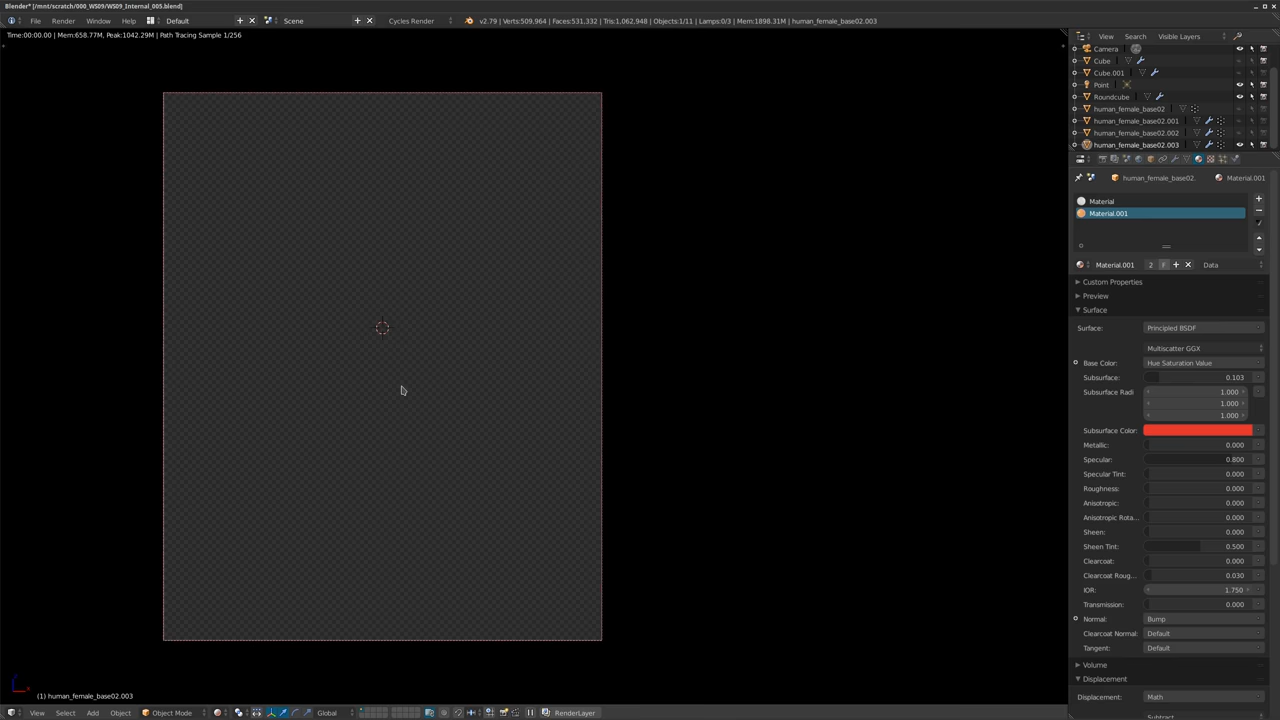 Blender* [/mnt/scratch/000_WS09/WS09_Internal_005.blend]
File Render Window Help Default Scene Cycles Render v2.79 | Verts:509,964 | Faces:531,332 | Tris:1,062,948 | Objects:1/11 | Lamps:0/3 | Mem:1898.31M | human_female_base02.003
Time:00:00.00 | Mem:658.77M, Peak:1042.29M | Path Tracing Sample 1/256
View Search Visible Layers
Camera
Cube
Cube.001
Point
Roundcube
human_female_base02
human_female_base02.001
human_female_base02.002
human_female_base02.003
human_female_base02. Material.001
Material
Material.001
Material.001 2 F Data
Custom Properties
Preview
Surface
Surface: Principled BSDF
Multiscatter GGX
Base Color: Hue Saturation Value
Subsurface: 0.103
Subsurface Radi 1.000
1.000
1.000
Subsurface Color:
Metallic: 0.000
Specular: 0.800
Specular Tint: 0.000
Roughness: 0.000
Anisotropic: 0.000
Anisotropic Rota... 0.000
Sheen: 0.000
Sheen Tint: 0.500
Clearcoat: 0.000
Clearcoat Roug... 0.030
IOR: 1.750
Transmission: 0.000
Normal: Bump
Clearcoat Normal: Default
Tangent: Default
Volume
Displacement
Displacement: Math
Subtract
(1) human_female_base02.003
View Select Add Object Object Mode Global RenderLayer